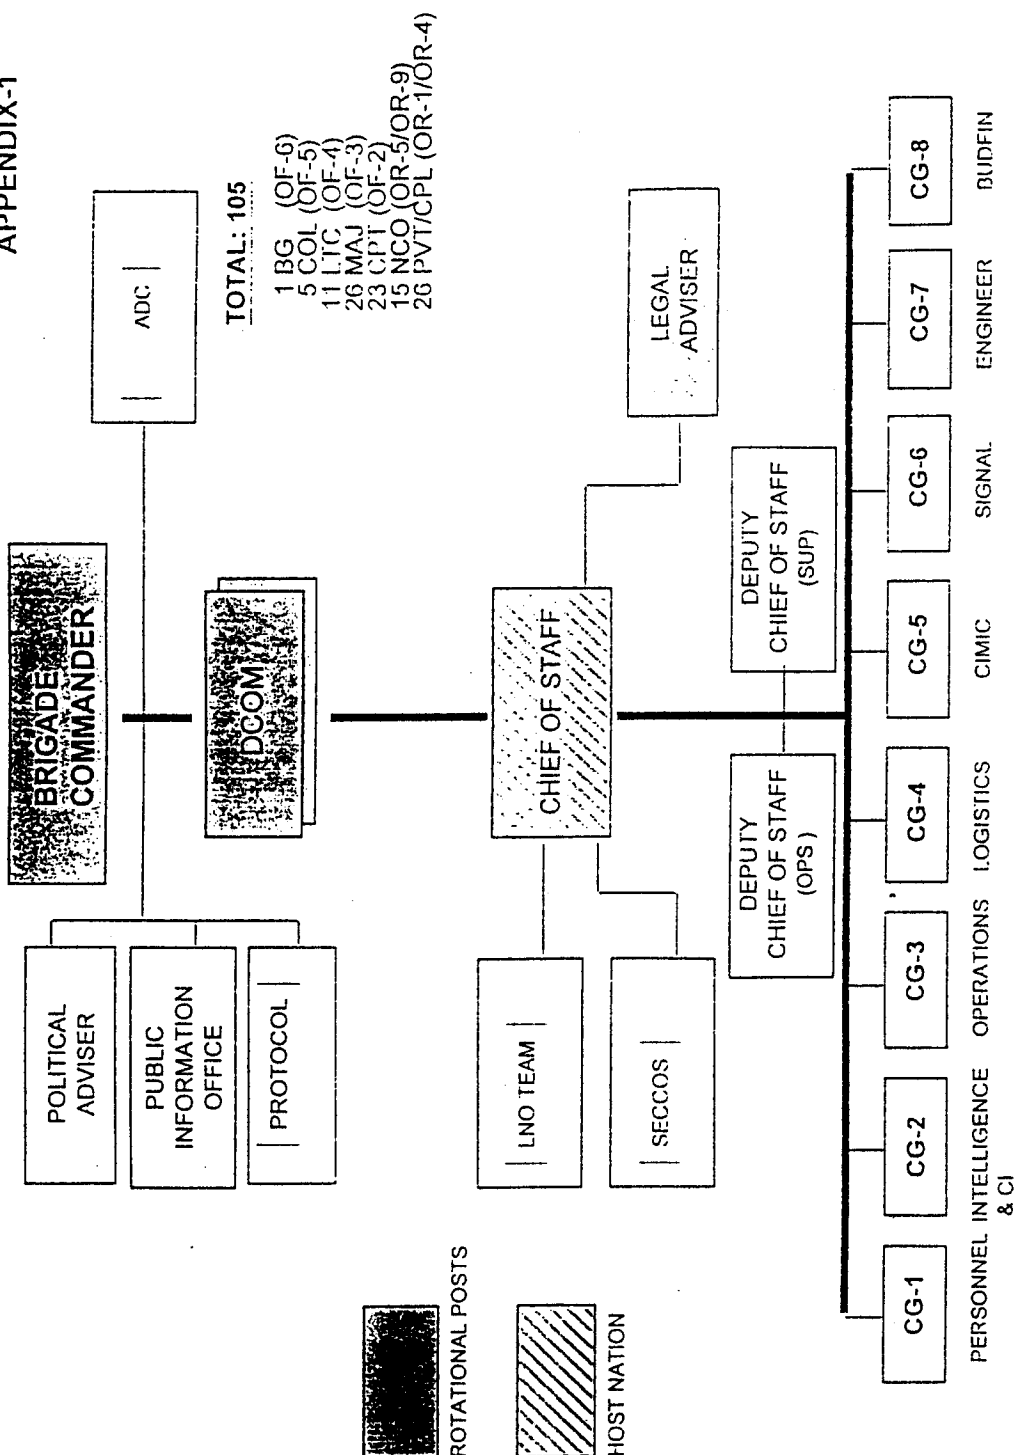 APPENDIX-1
BRIGADE
COMMANDER
POLITICAL
ADVISER
PUBLIC
INFORMATION
OFFICE
PROTOCOL
ADC
TOTAL: 105
1 BG (OF-6)
5 COL (OF-5)
11 LTC (OF-4)
26 MAJ (OF-3)
23 CPT (OF-2)
15 NCO (OR-5/OR-9)
26 PVT/CPL (OR-1/OR-4)
DCOM
CHIEF OF STAFF
LNO TEAM
SECCOS
LEGAL
ADVISER
ROTATIONAL POSTS
HOST NATION
DEPUTY
CHIEF OF STAFF
(OPS )
DEPUTY
CHIEF OF STAFF
(SUP)
CG-1
CG-2
CG-3
CG-4
CG-5
CG-6
CG-7
CG-8
PERSONNEL
INTELLIGENCE
& CI
OPERATIONS
LOGISTICS
CIMIC
SIGNAL
ENGINEER
BUDFIN